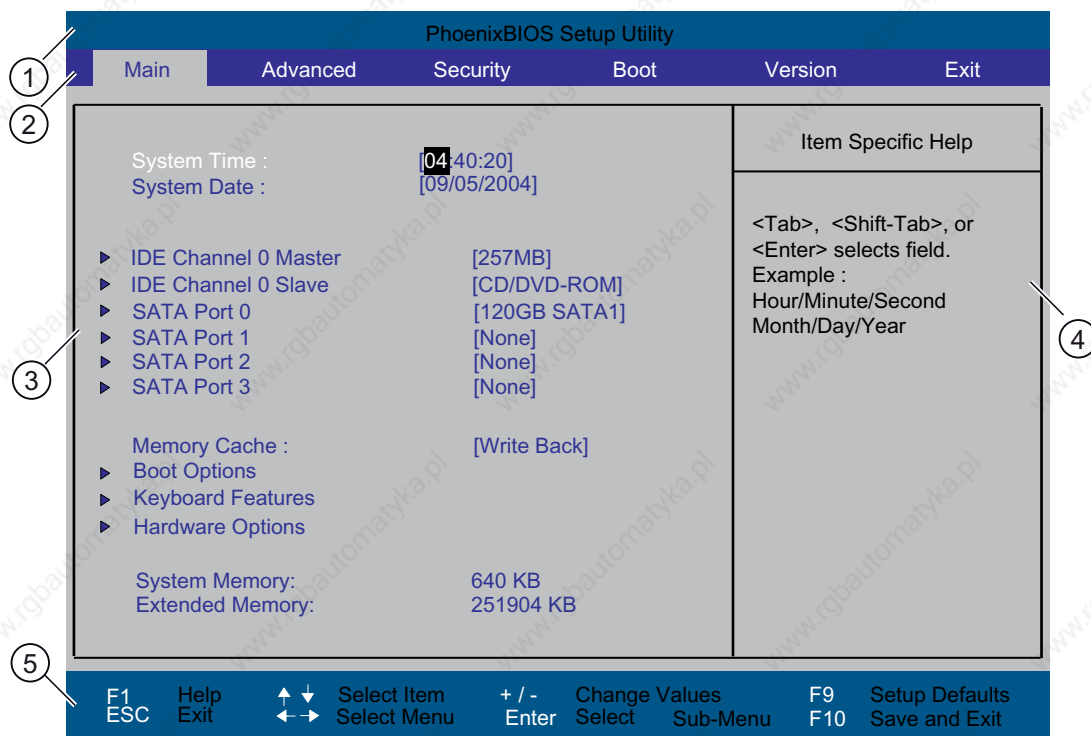 PhoenixBIOS Setup Utility
Main Advanced Security Boot Version Exit
1
2
System Time : [04:40:20]
System Date : [09/05/2004]
IDE Channel 0 Master [257MB]
IDE Channel 0 Slave [CD/DVD-ROM]
SATA Port 0 [120GB SATA1]
SATA Port 1 [None]
SATA Port 2 [None]
SATA Port 3 [None]
3
Memory Cache : [Write Back]
Boot Options
Keyboard Features
Hardware Options
System Memory: 640 KB
Extended Memory: 251904 KB
Item Specific Help
<Tab>, <Shift-Tab>, or
<Enter> selects field.
Example :
Hour/Minute/Second
Month/Day/Year
4
5
F1 Help Select Item + / - Change Values F9 Setup Defaults
ESC Exit Select Menu Enter Select Sub-Menu F10 Save and Exit
www.rgbautomatyka.pl